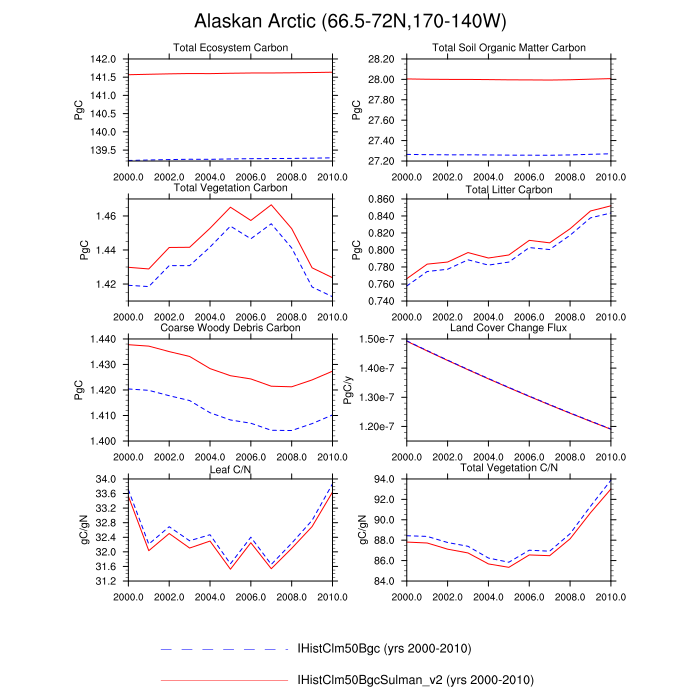 Alaskan Arctic (66.5-72N,170-140W)
Total Ecosystem Carbon
PgC
142.0
141.5
141.0
140.5
140.0
139.5
2000.0 2002.0 2004.0 2006.0 2008.0 2010.0
Total Soil Organic Matter Carbon
PgC
28.20
28.00
27.80
27.60
27.40
27.20
2000.0 2002.0 2004.0 2006.0 2008.0 2010.0
Total Vegetation Carbon
PgC
1.46
1.44
1.42
2000.0 2002.0 2004.0 2006.0 2008.0 2010.0
Total Litter Carbon
PgC
0.860
0.840
0.820
0.800
0.780
0.760
0.740
2000.0 2002.0 2004.0 2006.0 2008.0 2010.0
Coarse Woody Debris Carbon
PgC
1.440
1.430
1.420
1.410
1.400
2000.0 2002.0 2004.0 2006.0 2008.0 2010.0
Land Cover Change Flux
PgC/y
1.50e-7
1.40e-7
1.30e-7
1.20e-7
2000.0 2002.0 2004.0 2006.0 2008.0 2010.0
Leaf C/N
gC/gN
34.0
33.6
33.2
32.8
32.4
32.0
31.6
31.2
2000.0 2002.0 2004.0 2006.0 2008.0 2010.0
Total Vegetation C/N
gC/gN
94.0
92.0
90.0
88.0
86.0
84.0
2000.0 2002.0 2004.0 2006.0 2008.0 2010.0
IHistClm50Bgc (yrs 2000-2010)
IHistClm50BgcSulman_v2 (yrs 2000-2010)